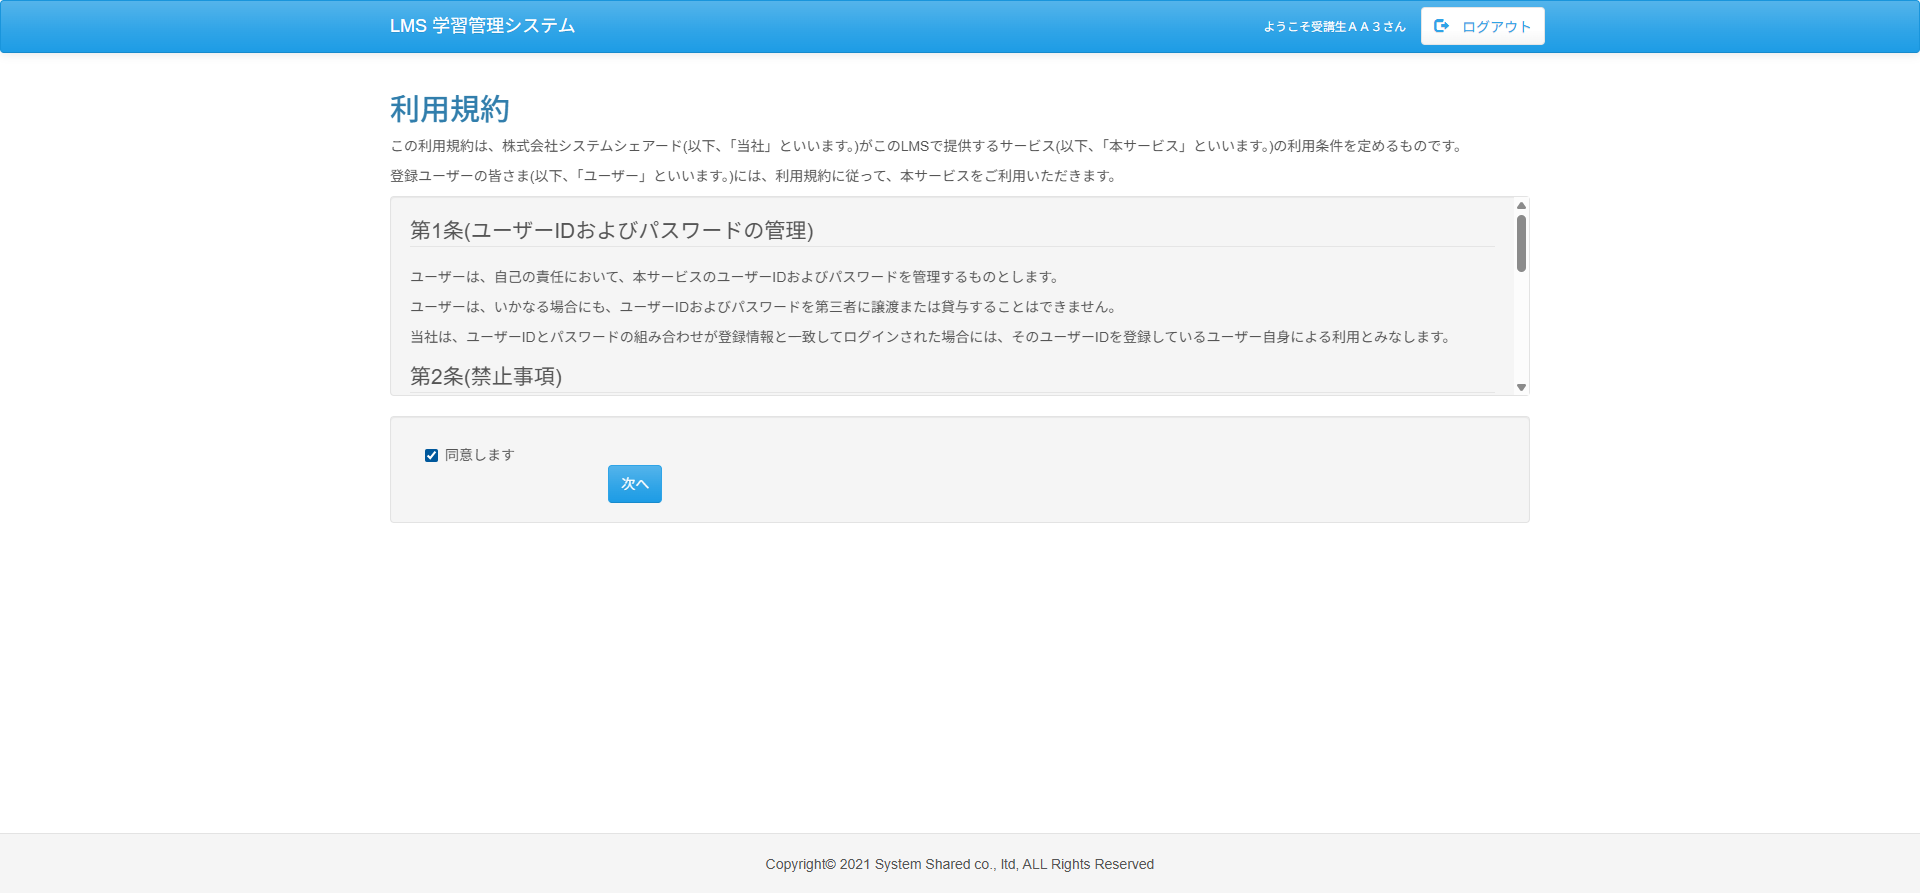 LMS 学習管理システム
ようこそ受講生ＡＡ３さん
ログアウト
利用規約
この利用規約は、株式会社システムシェアード(以下、「当社」といいます。)がこのLMSで提供するサービス(以下、「本サービス」といいます。)の利用条件を定めるものです。
登録ユーザーの皆さま(以下、「ユーザー」といいます。)には、利用規約に従って、本サービスをご利用いただきます。
第1条(ユーザーIDおよびパスワードの管理)
ユーザーは、自己の責任において、本サービスのユーザーIDおよびパスワードを管理するものとします。
ユーザーは、いかなる場合にも、ユーザーIDおよびパスワードを第三者に譲渡または貸与することはできません。
当社は、ユーザーIDとパスワードの組み合わせが登録情報と一致してログインされた場合には、そのユーザーIDを登録しているユーザー自身による利用とみなします。
第2条(禁止事項)
同意します
次へ
Copyright© 2021 System Shared co., ltd, ALL Rights Reserved